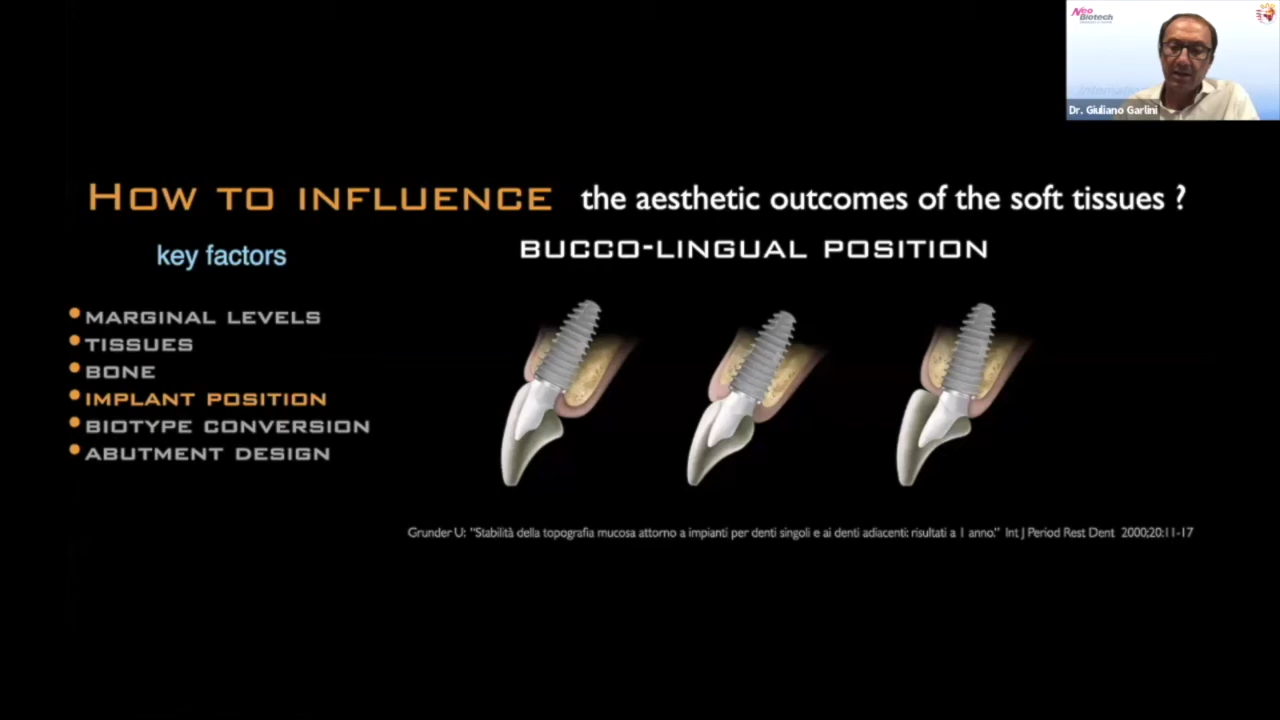 Neo
Biotech
Dr. Giuliano Garlini
HOW TO INFLUENCE the aesthetic outcomes of the soft tissues ?
key factors
BUCCO-LINGUAL POSITION
• MARGINAL LEVELS
• TISSUES
• BONE
• IMPLANT POSITION
• BIOTYPE CONVERSION
• ABUTMENT DESIGN
Grunder U: "Stabilità della topografia mucosa attorno a impianti per denti singoli e ai denti adiacenti: risultati a 1 anno." Int J Period Rest Dent 2000;20:11-17